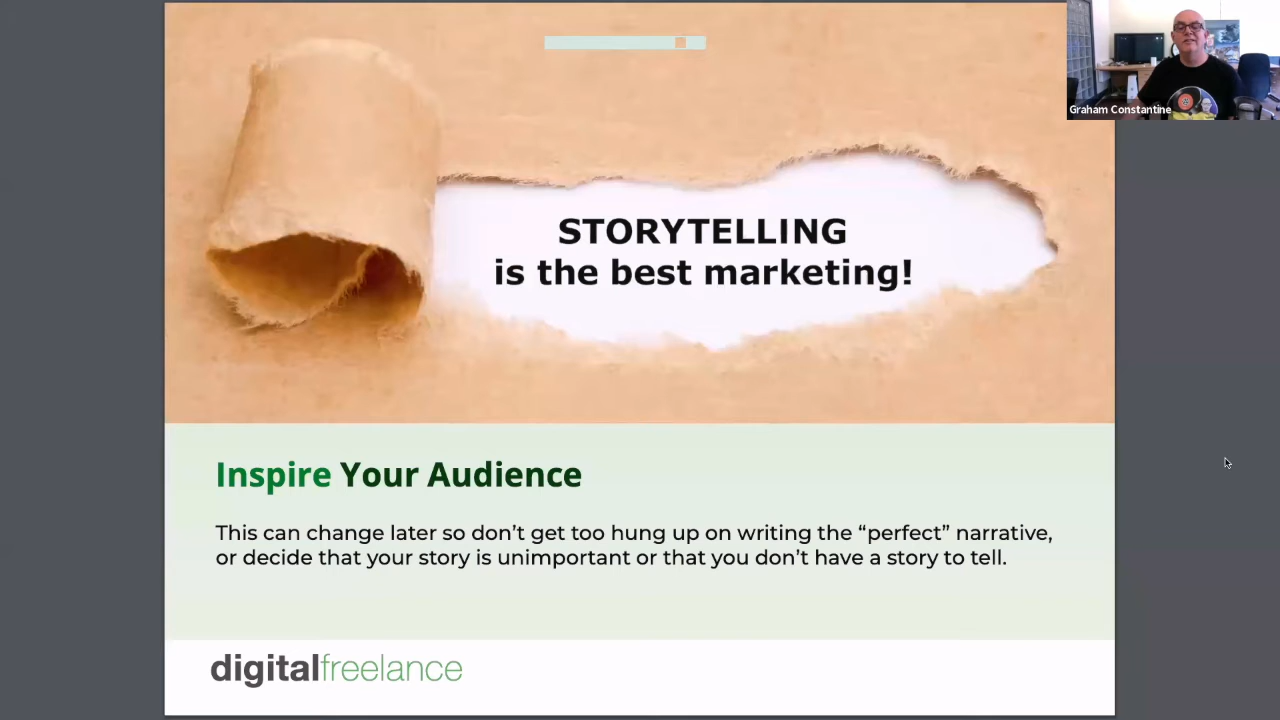 Graham Constantine
STORYTELLING
is the best marketing!
Inspire Your Audience
This can change later so don’t get too hung up on writing the “perfect” narrative,
or decide that your story is unimportant or that you don’t have a story to tell.
digitalfreelance